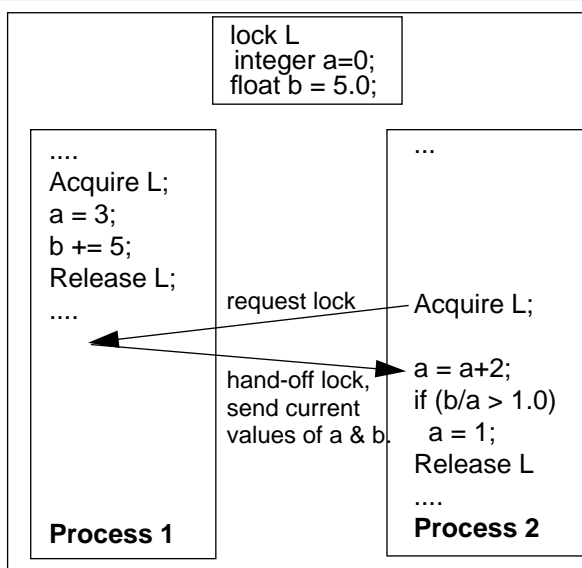 lock L
integer a=0;
float b = 5.0;
....
Acquire L;
a = 3;
b += 5;
Release L;
....
Process 1
request lock
hand-off lock,
send current
values of a & b.
...
Acquire L;
a = a+2;
if (b/a > 1.0)
a = 1;
Release L
....
Process 2